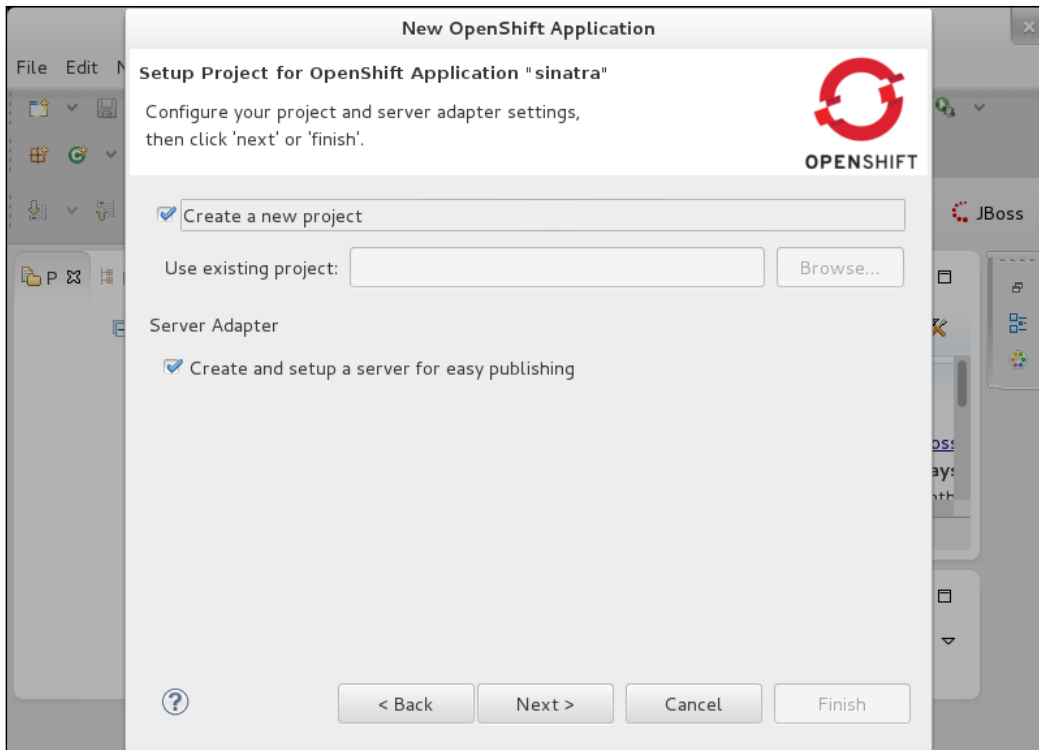 New OpenShift Application
File Edit
Setup Project for OpenShift Application "sinatra"
Configure your project and server adapter settings,
then click 'next' or 'finish'.
OPENSHIFT
Create a new project
JBoss
Use existing project:
Browse...
P
Server Adapter
Create and setup a server for easy publishing
< Back
Next >
Cancel
Finish